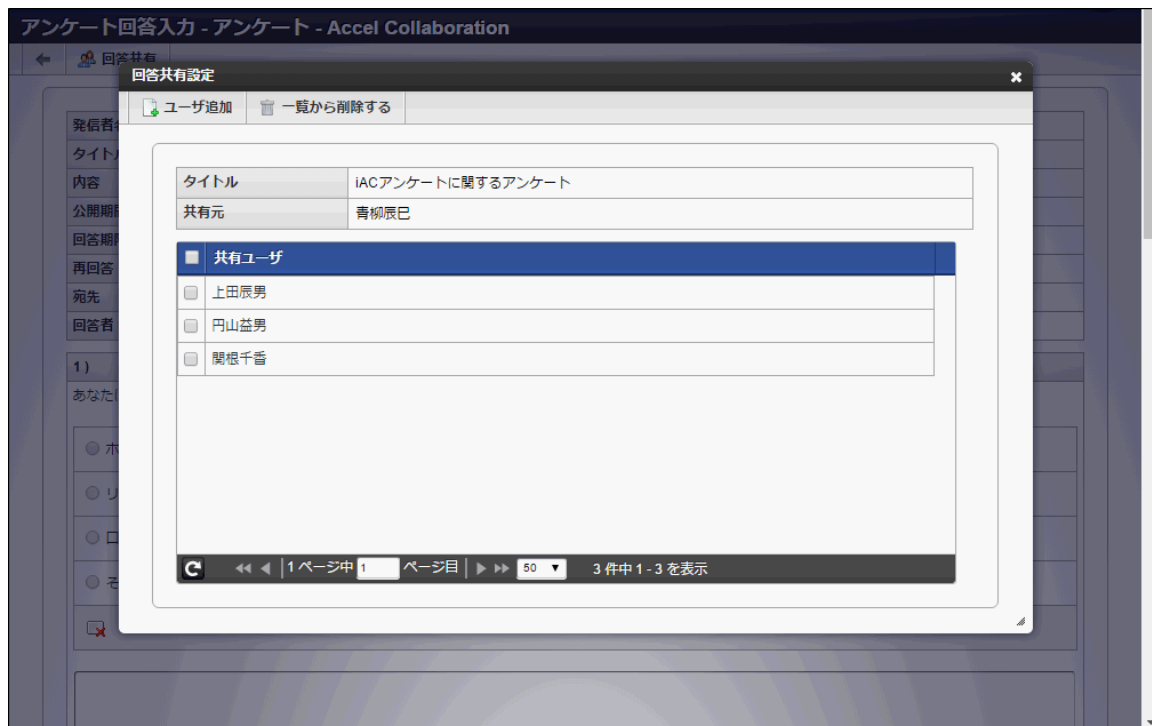 アンケート回答入力 - アンケート - Accel Collaboration
回答共有
回答共有設定
ユーザ追加 一覧から削除する
発信者
タイト
内容
公開期
回答期
再回答
宛先
回答者
1)
あなた
タイトル iACアンケートに関するアンケート
共有元 青柳辰巳
共有ユーザ
上田辰男
円山益男
関根千香
1 ページ中 1 ページ目 50 3 件中 1 - 3 を表示